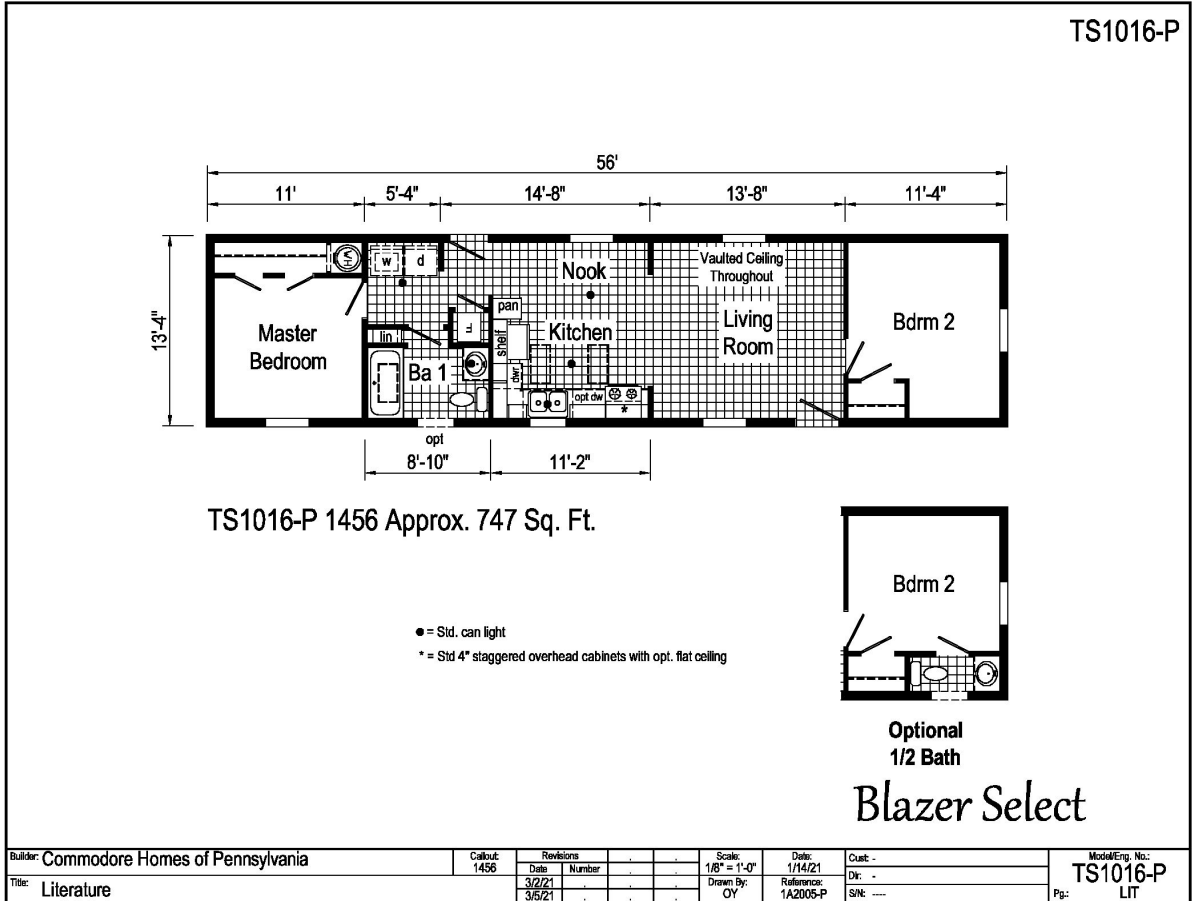 TS1016-P
56'
11' 5'-4" 14'-8" 13'-8" 11'-4"
13'-4"
WH
w d
Nook
Vaulted Ceiling
Throughout
pan
Master
Bedroom
lin
F
shelf
Kitchen
Living
Room
Bdrm 2
Ba 1
dwr
opt dw
*
opt
8'-10" 11'-2"
TS1016-P 1456 Approx. 747 Sq. Ft.
Bdrm 2
● = Std. can light
* = Std 4" staggered overhead cabinets with opt. flat ceiling
Optional
1/2 Bath
Blazer Select
Builder: Commodore Homes of Pennsylvania
Title: Literature
Callout:
1456
Revisions
Date Number
3/2/21
3/5/21
Scale:
1/8" = 1'-0"
Drawn By:
OY
Date:
1/14/21
Reference:
1A2005-P
Cust: -
Dir: -
S/N: ----
Model/Eng. No.:
TS1016-P
Pg.: LIT